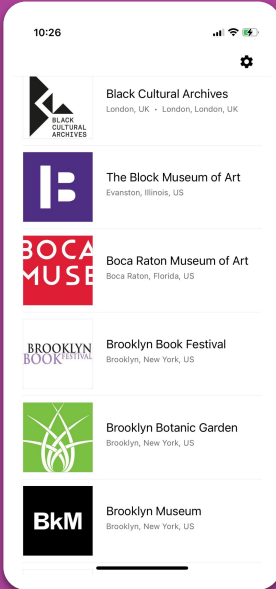 10:26
BLACK
CULTURAL
ARCHIVES
Black Cultural Archives
London, UK • London, London, UK
The Block Museum of Art
Evanston, Illinois, US
BOCA
MUSE
Boca Raton Museum of Art
Boca Raton, Florida, US
BROOKLYN
BOOK FESTIVAL
Brooklyn Book Festival
Brooklyn, New York, US
Brooklyn Botanic Garden
Brooklyn, New York, US
BkM
Brooklyn Museum
Brooklyn, New York, US